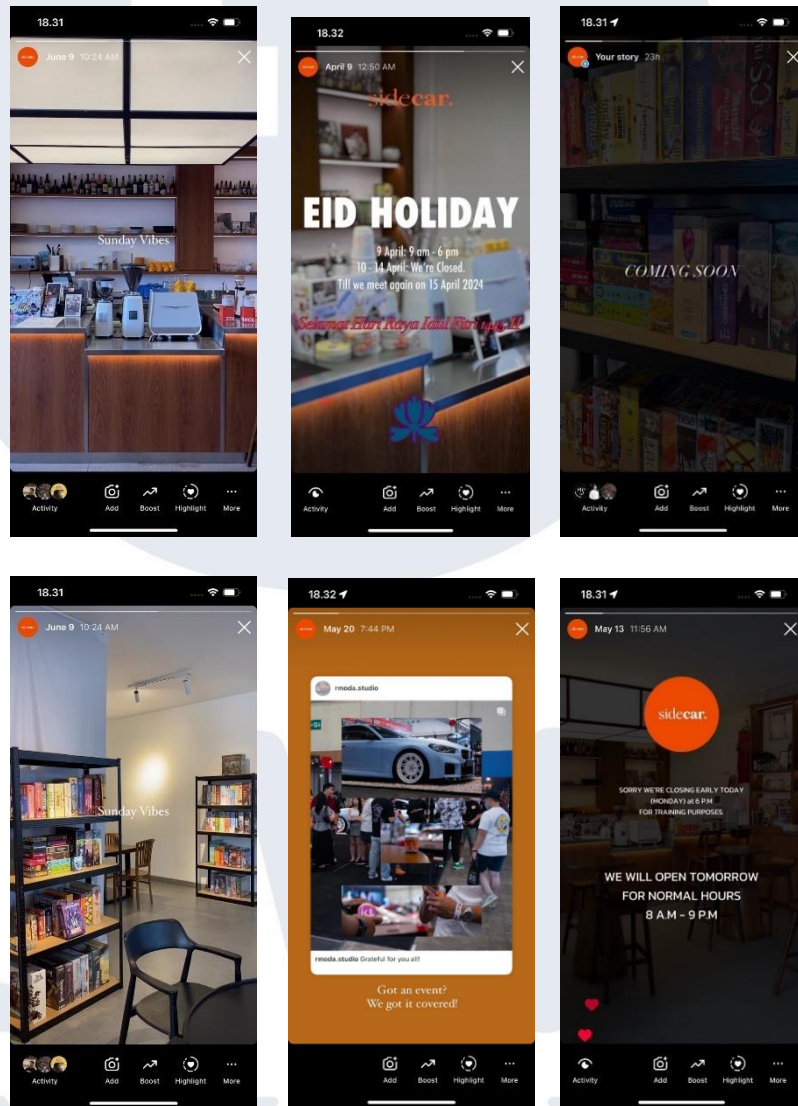 18.31
June 9 10:24 AM
Sunday Vibes
Activity
Add
Boost
Highlight
More
18.32
April 9 12:50 AM
sidecar.
EID HOLIDAY
9 April: 9 am - 6 pm
10 - 14 April: We're Closed.
Till we meet again on 15 April 2024
Selamat Hari Raya Idul Fitri
Activity
Add
Boost
Highlight
More
18.31
Your story 23h
COMING SOON
Activity
Add
Boost
Highlight
More
18.31
June 9 10:24 AM
Sunday Vibes
Activity
Add
Boost
Highlight
More
18.32
May 20 7:44 PM
rmoda.studio
rmoda.studio Grateful for you all!
Got an event?
We got it covered!
Add
Boost
Highlight
More
18.31
May 13 11:56 AM
sidecar.
SORRY WE'RE CLOSING EARLY TODAY
(MONDAY) at 6 P.M
FOR TRAINING PURPOSES.
WE WILL OPEN TOMORROW
FOR NORMAL HOURS
8 A.M – 9 P.M
Activity
Add
Boost
Highlight
More